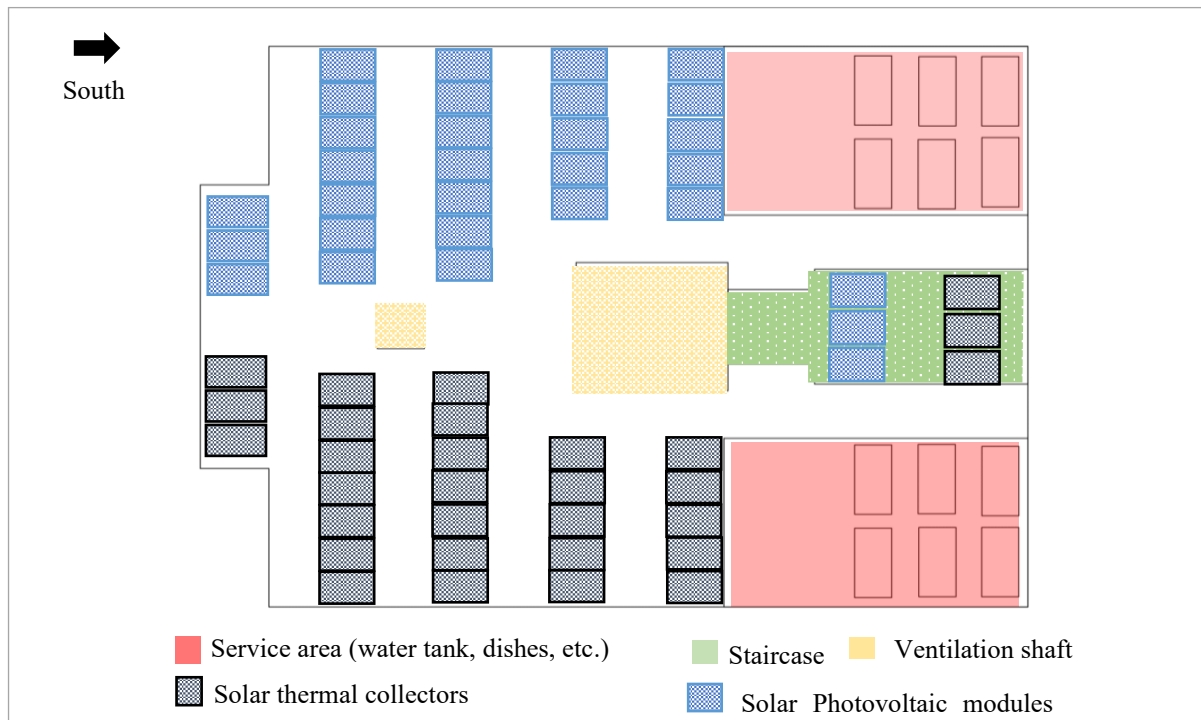 South
Service area (water tank, dishes, etc.)
Staircase
Ventilation shaft
Solar thermal collectors
Solar Photovoltaic modules